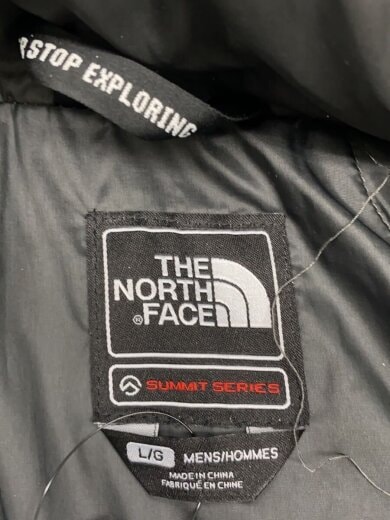 STOP EXPLORING
THE
NORTH
FACE
®
SUMMIT SERIES
L/G MENS/HOMMES
MADE IN CHINA
FABRIQUÉ EN CHINE